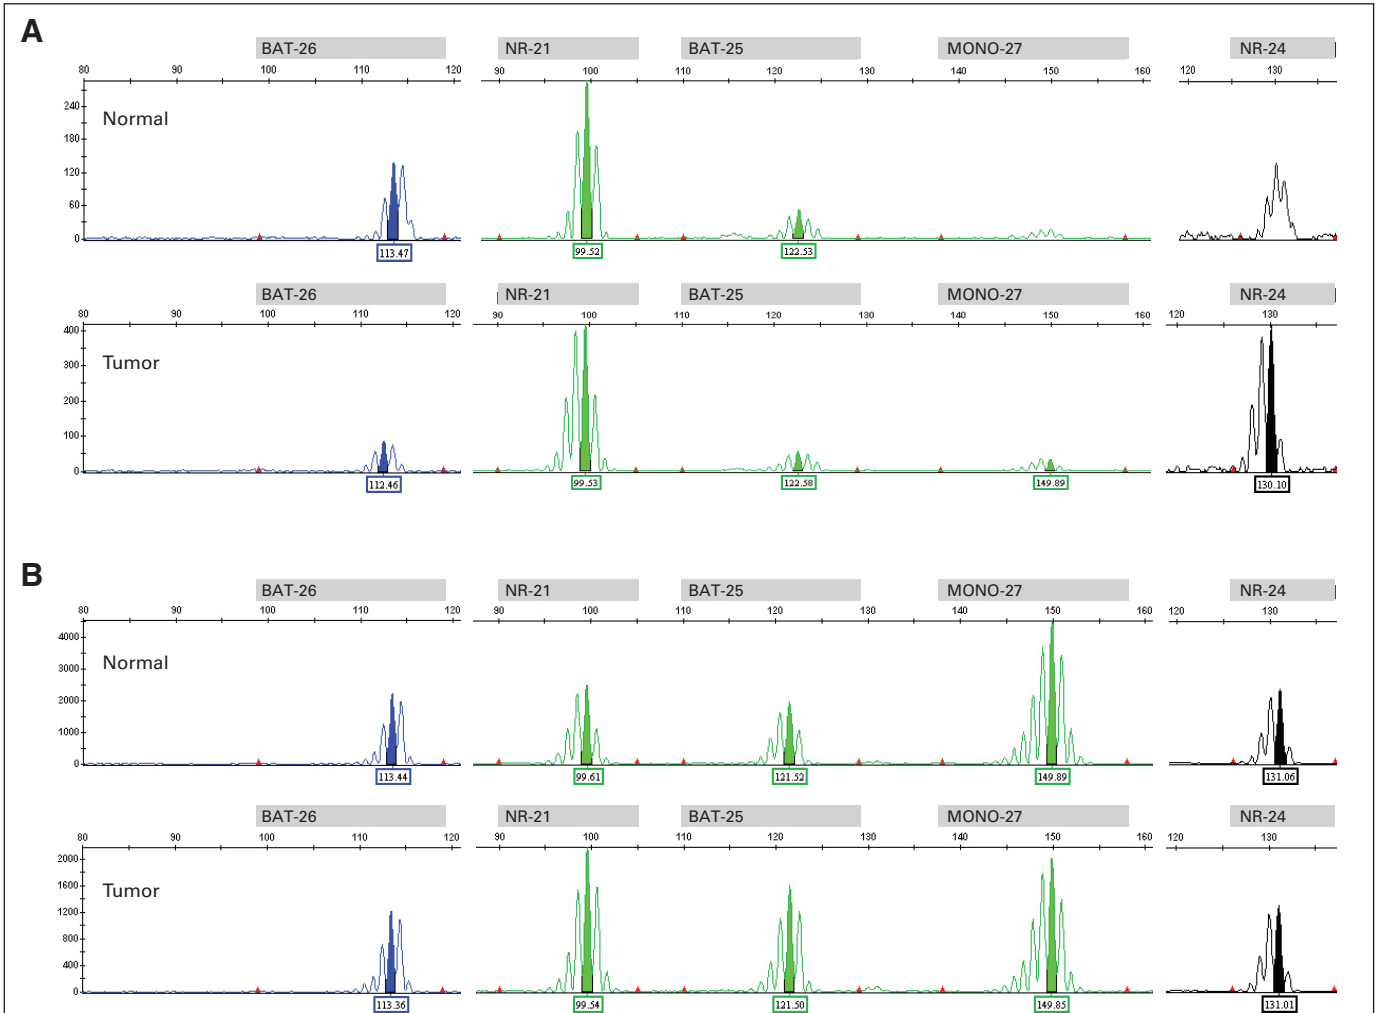 A
BAT-26 NR-21 BAT-25 MONO-27 NR-24
80 90 100 110 120 90 100 110 120 130 140 150 160 120 130
Normal
240
180
120
60
0
113.47 99.52 122.53
BAT-26 NR-21 BAT-25 MONO-27 NR-24
80 90 100 110 120 90 100 110 120 130 140 150 160 120 130
Tumor
400
300
200
100
0
112.46 99.53 122.58 149.89 130.10
B
BAT-26 NR-21 BAT-25 MONO-27 NR-24
80 90 100 110 120 90 100 110 120 130 140 150 160 120 130
Normal
4000
3000
2000
1000
0
113.44 99.61 121.52 149.89 131.06
BAT-26 NR-21 BAT-25 MONO-27 NR-24
80 90 100 110 120 90 100 110 120 130 140 150 160 120 130
Tumor
2000
1600
1200
800
400
0
113.36 99.54 121.50 149.85 131.01